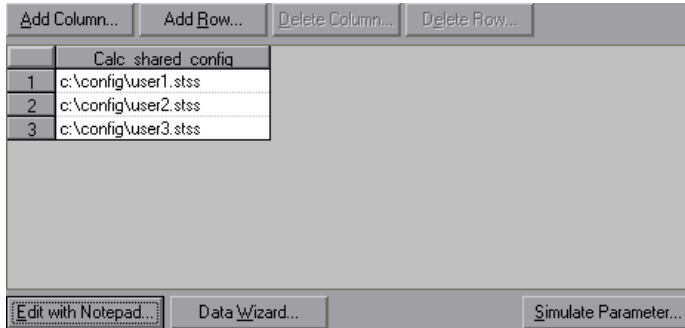 Add Column... Add Row... Delete Column... Delete Row...
Calc_shared_config
1 c:\config\user1.stss
2 c:\config\user2.stss
3 c:\config\user3.stss
Edit with Notepad... Data Wizard... Simulate Parameter...